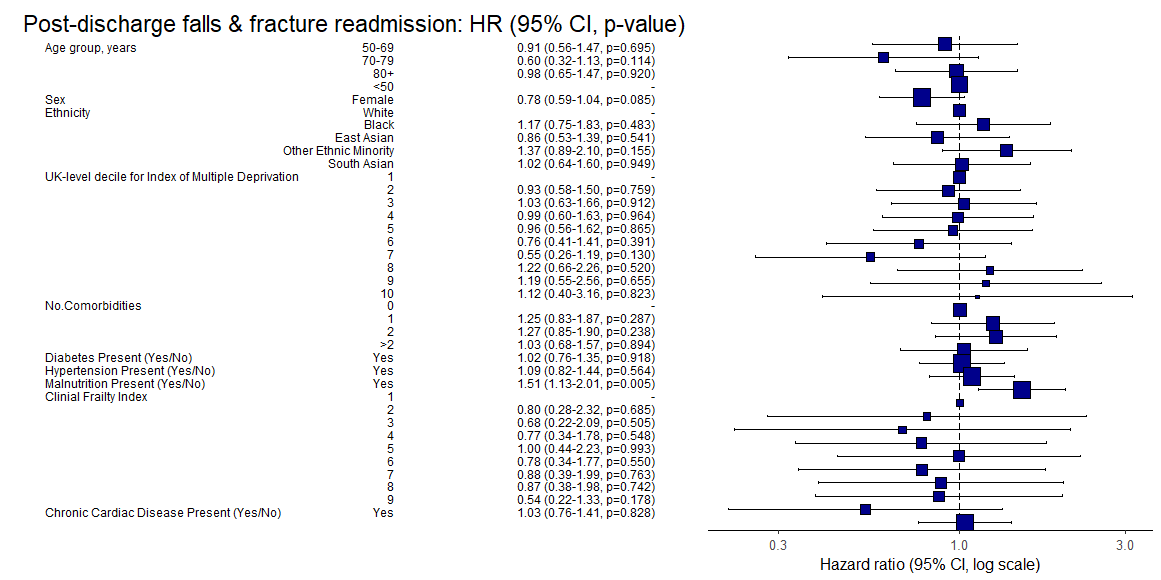 Post-discharge falls & fracture readmission: HR (95% CI, p-value)
Age group, years 50-69 0.91 (0.56-1.47, p=0.695)
70-79 0.60 (0.32-1.13, p=0.114)
80+ 0.98 (0.65-1.47, p=0.920)
<50 -
Sex Female 0.78 (0.59-1.04, p=0.085)
Ethnicity White -
Black 1.17 (0.75-1.83, p=0.483)
East Asian 0.86 (0.53-1.39, p=0.541)
Other Ethnic Minority 1.37 (0.89-2.10, p=0.155)
South Asian 1.02 (0.64-1.60, p=0.949)
UK-level decile for Index of Multiple Deprivation 1 -
2 0.93 (0.58-1.50, p=0.759)
3 1.03 (0.63-1.66, p=0.912)
4 0.99 (0.60-1.63, p=0.964)
5 0.96 (0.56-1.62, p=0.865)
6 0.76 (0.41-1.41, p=0.391)
7 0.55 (0.26-1.19, p=0.130)
8 1.22 (0.66-2.26, p=0.520)
9 1.19 (0.55-2.56, p=0.655)
10 1.12 (0.40-3.16, p=0.823)
No.Comorbidities 0 -
1 1.25 (0.83-1.87, p=0.287)
2 1.27 (0.85-1.90, p=0.238)
>2 1.03 (0.68-1.57, p=0.894)
Diabetes Present (Yes/No) Yes 1.02 (0.76-1.35, p=0.918)
Hypertension Present (Yes/No) Yes 1.09 (0.82-1.44, p=0.564)
Malnutrition Present (Yes/No) Yes 1.51 (1.13-2.01, p=0.005)
Clinial Frailty Index 1 -
2 0.80 (0.28-2.32, p=0.685)
3 0.68 (0.22-2.09, p=0.505)
4 0.77 (0.34-1.78, p=0.548)
5 1.00 (0.44-2.23, p=0.993)
6 0.78 (0.34-1.77, p=0.550)
7 0.88 (0.39-1.99, p=0.763)
8 0.87 (0.38-1.98, p=0.742)
9 0.54 (0.22-1.33, p=0.178)
Chronic Cardiac Disease Present (Yes/No) Yes 1.03 (0.76-1.41, p=0.828)
0.3 1.0 3.0
Hazard ratio (95% CI, log scale)